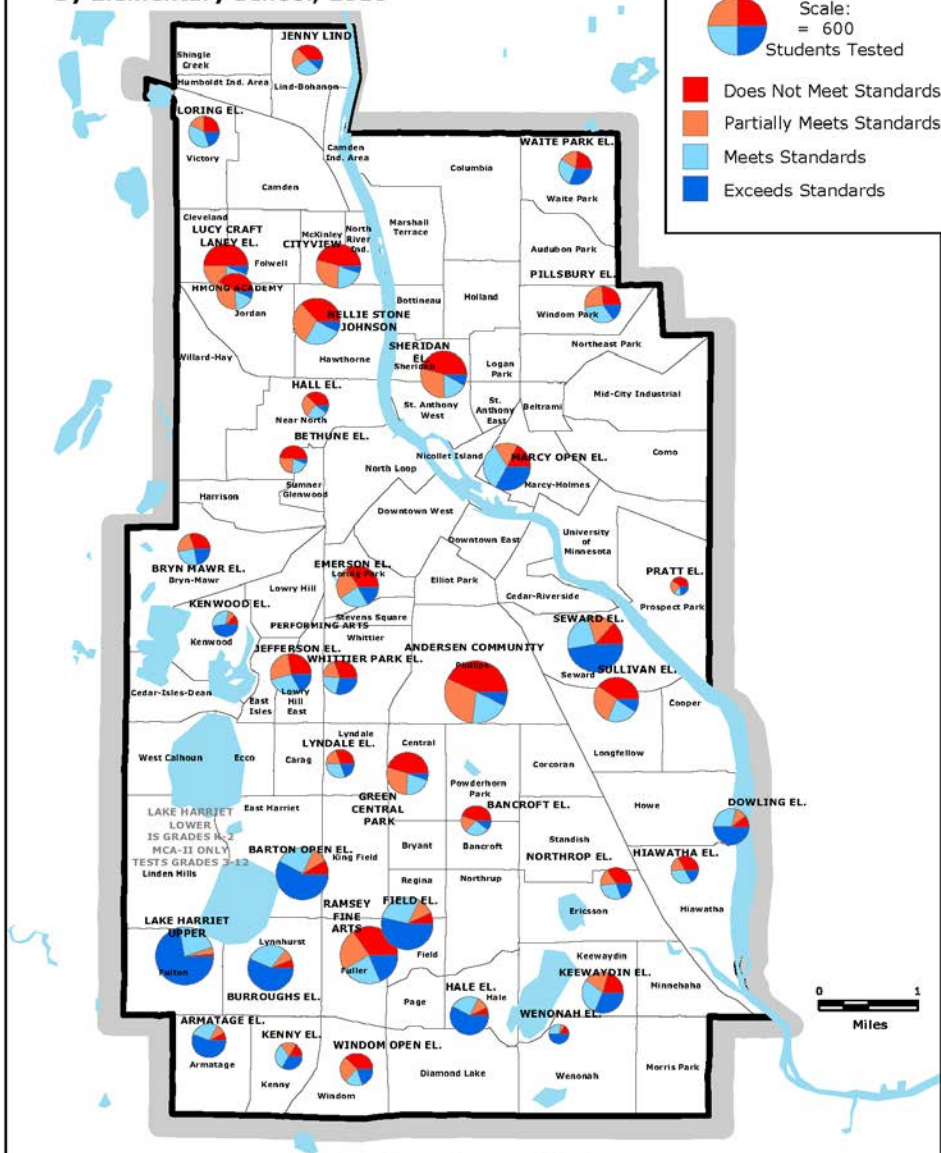 Scale:
= 600
Students Tested
Does Not Meet Standards
Partially Meets Standards
Meets Standards
Exceeds Standards
JENNY LIND
Shingle
Creek
Humboldt Ind. Area
Lind-Bohanon
LORING EL.
Victory
Camden
Ind. Area
Columbia
WAITE PARK EL.
Waite Park
Camden
Cleveland
LUCY CRAFT
LANEY EL.
Folwell
McKinley
CITYVIEW
North
River
Ind.
Marshall
Terrace
Audubon Park
PILLSBURY EL.
HMONG ACADEMY
Jordan
Bottineau
Holland
Windom Park
NELLIE STONE
JOHNSON
Northeast Park
Willard-Hay
Hawthorne
SHERIDAN
EL.
Sheridan
Logan
Park
Mid-City Industrial
HALL EL.
Near North
St. Anthony
West
St.
Anthony
East
Beltrami
BETHUNE EL.
Nicollet Island
MARCY OPEN EL.
Como
North Loop
Marcy-Holmes
Sumner
Glenwood
Harrison
Downtown West
Downtown East
University
of
Minnesota
BRYN MAWR EL.
Bryn-Mawr
EMERSON EL.
Loring Park
Elliot Park
PRATT EL.
Prospect Park
Lowry Hill
Cedar-Riverside
KENWOOD EL.
Kenwood
Stevens Square
PERFORMING ARTS
Whittier
SEWARD EL.
Seward
JEFFERSON EL.
WHITTIER PARK EL.
ANDERSEN COMMUNITY
Phillips
SULLIVAN EL.
Cedar-Isles-Dean
East
Isles
Lowry
Hill
East
Cooper
Lyndale
LYNDALE EL.
Central
West Calhoun
Ecco
Carag
Corcoran
Longfellow
Powderhorn
Park
GREEN
CENTRAL
PARK
BANCROFT EL.
Howe
DOWLING EL.
LAKE HARRIET
LOWER
IS GRADES K-2
MCA-II ONLY
TESTS GRADES 3-12
East Harriet
Linden Hills
BARTON OPEN EL.
King Field
Bryant
Bancroft
Standish
NORTHROP EL.
HIAWATHA EL.
Regina
Northrup
RAMSEY
FINE
ARTS
FIELD EL.
Ericsson
Hiawatha
LAKE HARRIET
UPPER
Fulton
Lynnhurst
BURROUGHS EL.
Fuller
Field
Keewaydin
KEEWAYDIN EL.
Minnehaha
Page
HALE EL.
Hale
WENONAH EL.
0 1
Miles
ARMATAGE EL.
Armatage
KENNY EL.
Kenny
WINDOM OPEN EL.
Windom
Diamond Lake
Wenonah
Morris Park